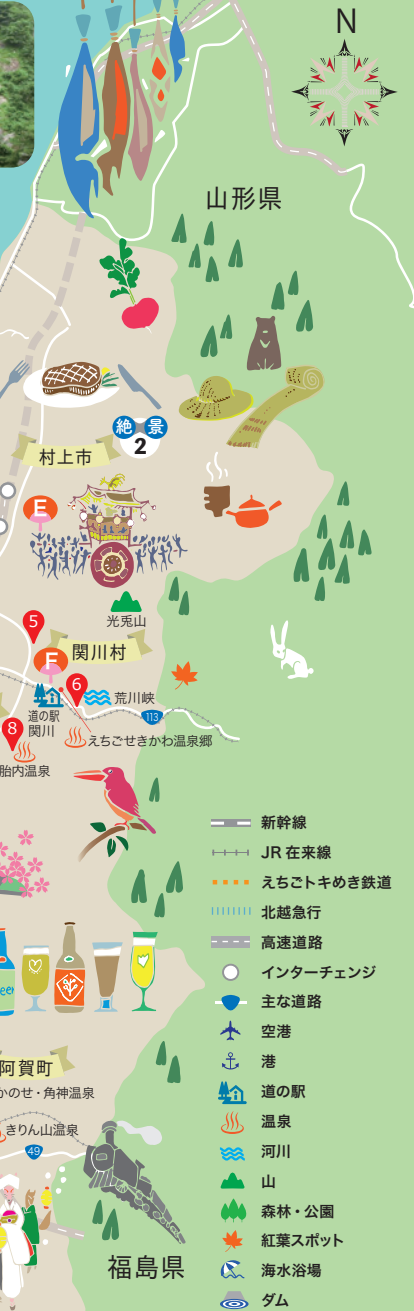 N
山形県
絶景
2
村上市
E
光兎山
5
関川村
F
6
荒川峡
道の駅
関川
113
8
えちごせきかわ温泉郷
胎内温泉
新幹線
JR 在来線
えちごトキめき鉄道
北越急行
高速道路
インターチェンジ
主な道路
空港
港
道の駅
温泉
河川
山
森林・公園
紅葉スポット
海水浴場
ダム
阿賀町
かのせ・角神温泉
きりん山温泉
49
福島県